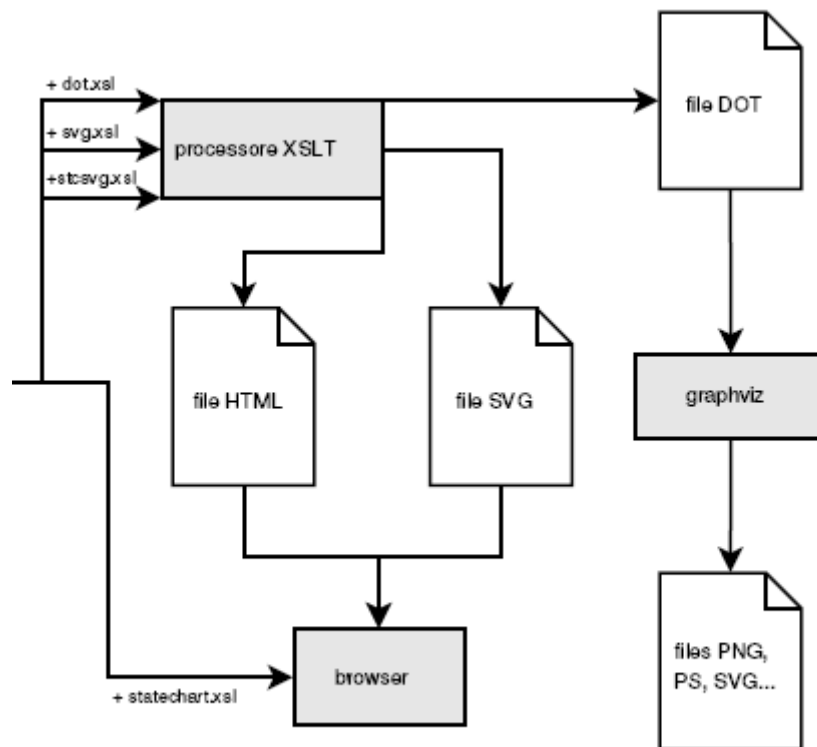 + dot.xsl
file DOT
+ svg.xsl
processore XSLT
+stcsvg.xsl
file HTML
file SVG
graphviz
files PNG,
PS, SVG...
browser
+ statechart.xsl